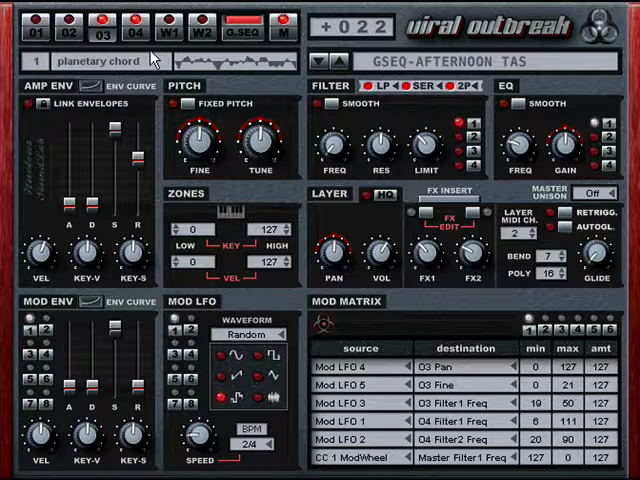 01 02 03 04 W1 W2 G.SEQ M
+022
viral outbreak
1 planetary chord
GSEQ-AFTERNOON TAS
AMP ENV ENV CURVE
LINK ENVELOPES
Nucleus SoundLab
A D S R
VEL KEY-V KEY-S
PITCH
FIXED PITCH
FINE TUNE
ZONES
0 127
LOW KEY HIGH
0 127
VEL
FILTER LP SER 2P
SMOOTH
FREQ RES LIMIT
1
2
3
4
EQ
SMOOTH
FREQ GAIN
1
2
3
4
LAYER HQ
PAN VOL
FX INSERT
FX EDIT
FX1 FX2
MASTER UNISON Off
LAYER MIDI CH.
2
RETRIGG.
AUTOGL.
BEND 7
POLY 16
GLIDE
MOD ENV ENV CURVE
1 2
3 4
5 6
7 8
A D S R
VEL KEY-V KEY-S
MOD LFO
1 2
3 4
5 6
7 8
WAVEFORM
Random
BPM
2/4
SPEED
MOD MATRIX
1 2 3 4 5 6
source destination min max amt
Mod LFO 4 O3 Pan 0 127 127
Mod LFO 5 O3 Fine 0 21 127
Mod LFO 3 O3 Filter1 Freq 19 50 127
Mod LFO 1 O4 Filter1 Freq 6 111 127
Mod LFO 2 O4 Filter2 Freq 20 90 127
CC 1 ModWheel Master Filter1 Freq 127 0 127